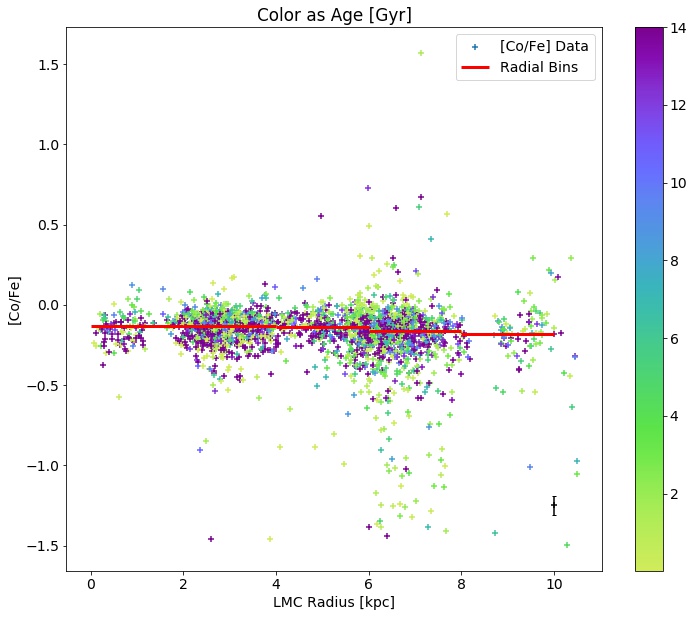 Color as Age [Gyr]
[Co/Fe] Data
Radial Bins
1.5
1.0
0.5
0.0
−0.5
−1.0
−1.5
[Co/Fe]
0 2 4 6 8 10
LMC Radius [kpc]
14
12
10
8
6
4
2